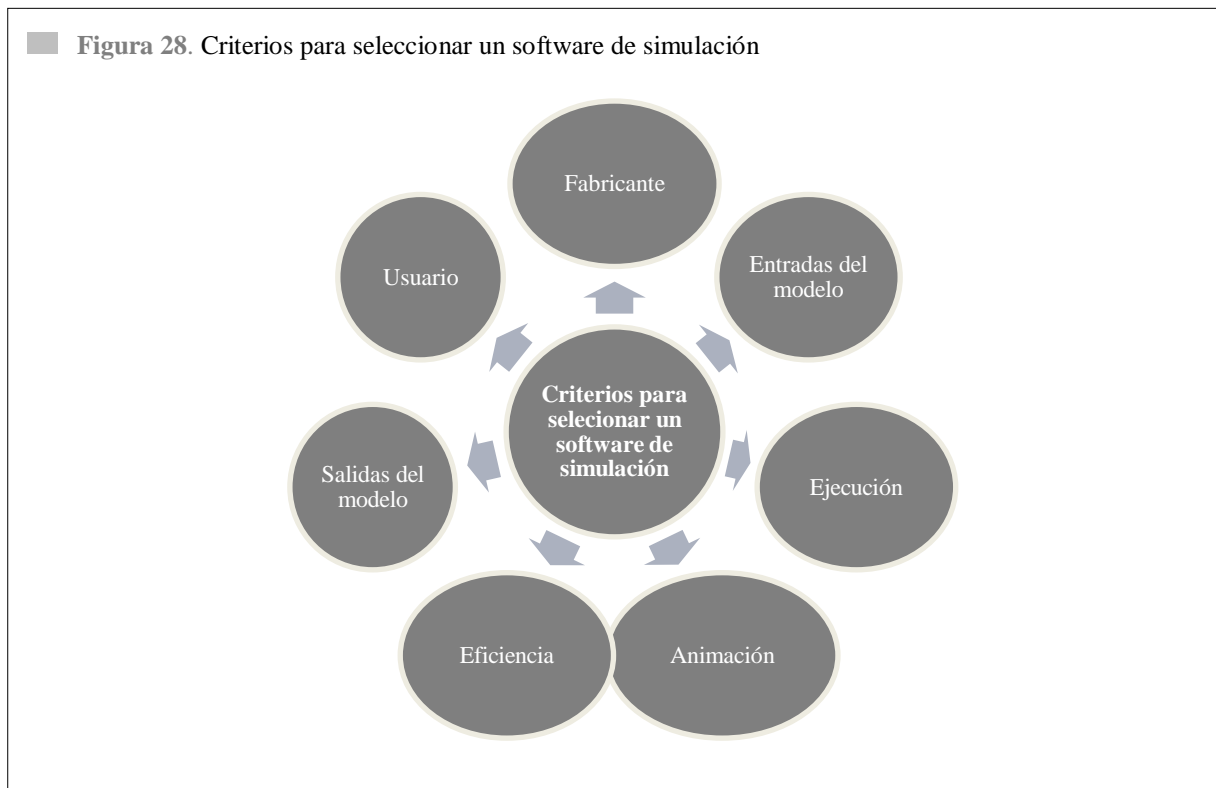 Figura 28. Criterios para seleccionar un software de simulación
Fabricante
Entradas del
modelo
Ejecución
Animación
Eficiencia
Salidas del
modelo
Usuario
Criterios para
selecionar un
software de
simulación